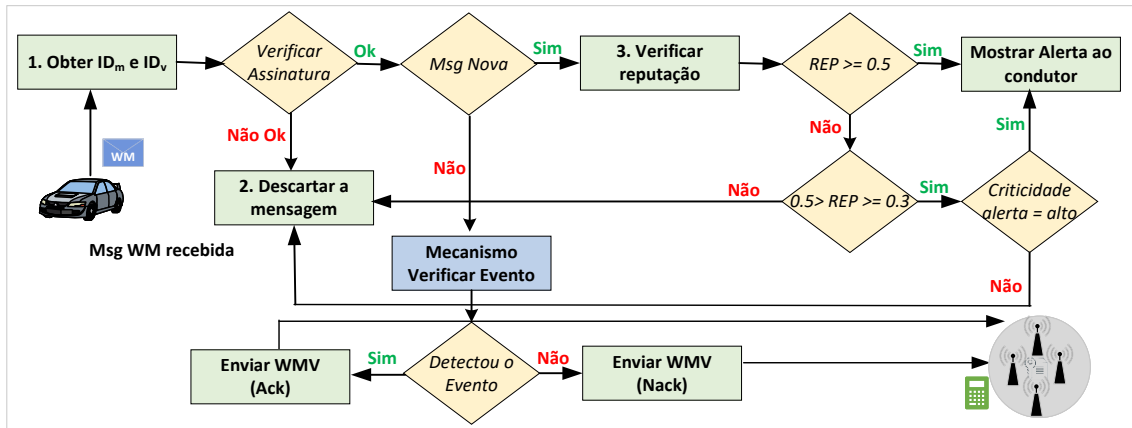 1. Obter IDm e IDv
Verificar
Assinatura
Ok
Msg Nova
Sim
3. Verificar
reputação
REP >= 0.5
Sim
Mostrar Alerta ao
condutor
Não Ok
Não
Não
Sim
WM
2. Descartar a
mensagem
Não
0.5> REP >= 0.3
Sim
Criticidade
alerta = alto
Msg WM recebida
Mecanismo
Verificar Evento
Não
Enviar WMV
(Ack)
Sim
Detectou o
Evento
Não
Enviar WMV
(Nack)